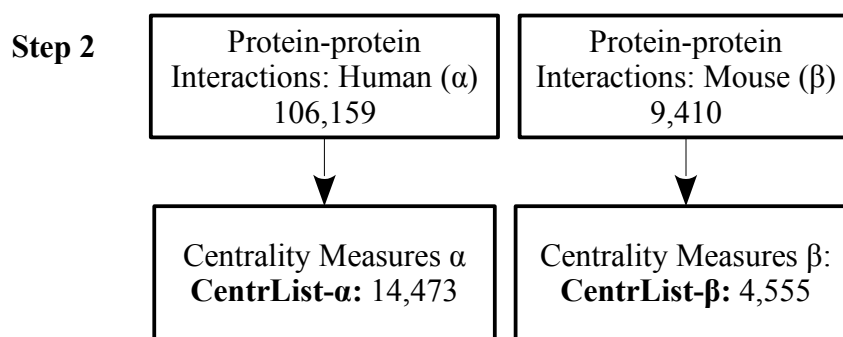 Step 2
Protein-protein
Interactions: Human (α)
106,159
Protein-protein
Interactions: Mouse (β)
9,410
Centrality Measures α
CentrList-α: 14,473
Centrality Measures β:
CentrList-β: 4,555